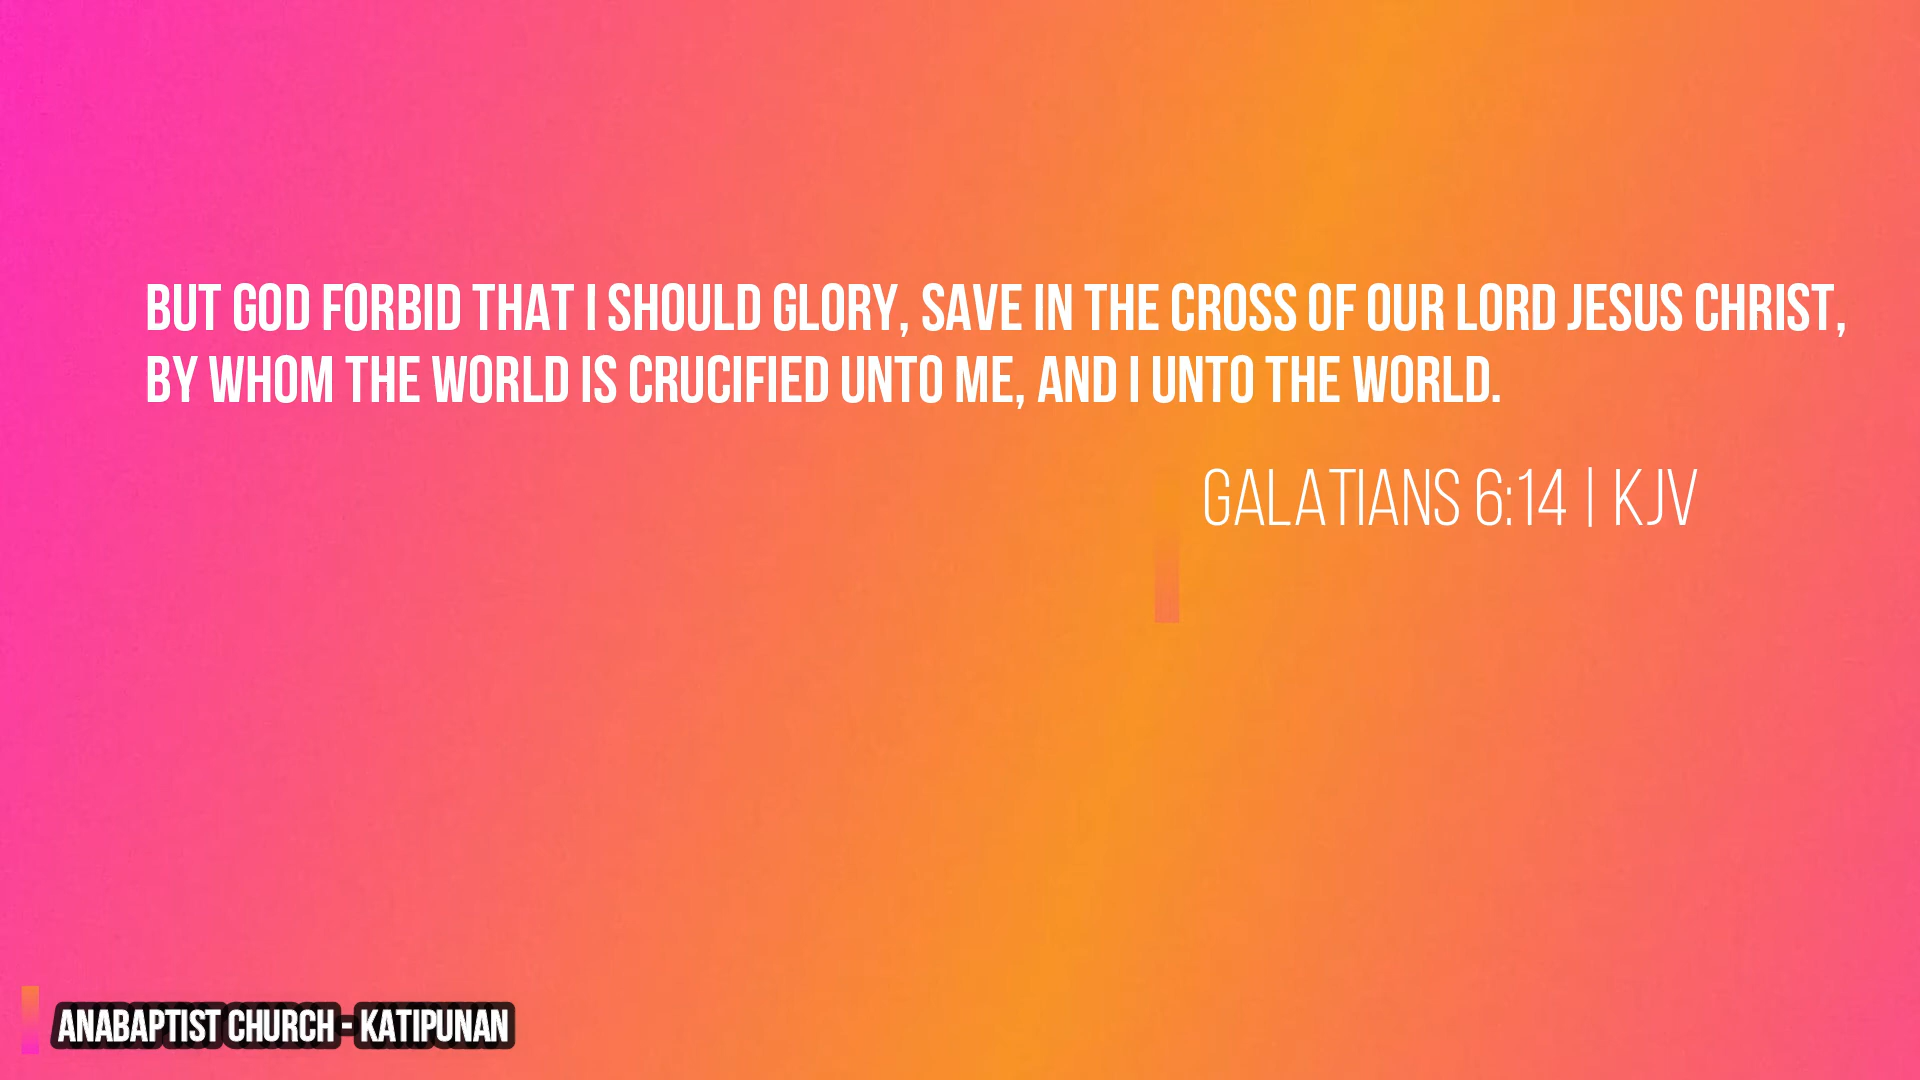 BUT GOD FORBID THAT I SHOULD GLORY, SAVE IN THE CROSS OF OUR LORD JESUS CHRIST,
BY WHOM THE WORLD IS CRUCIFIED UNTO ME, AND I UNTO THE WORLD.
GALATIANS 6:14 | KJV
ANABAPTIST CHURCH - KATIPUNAN